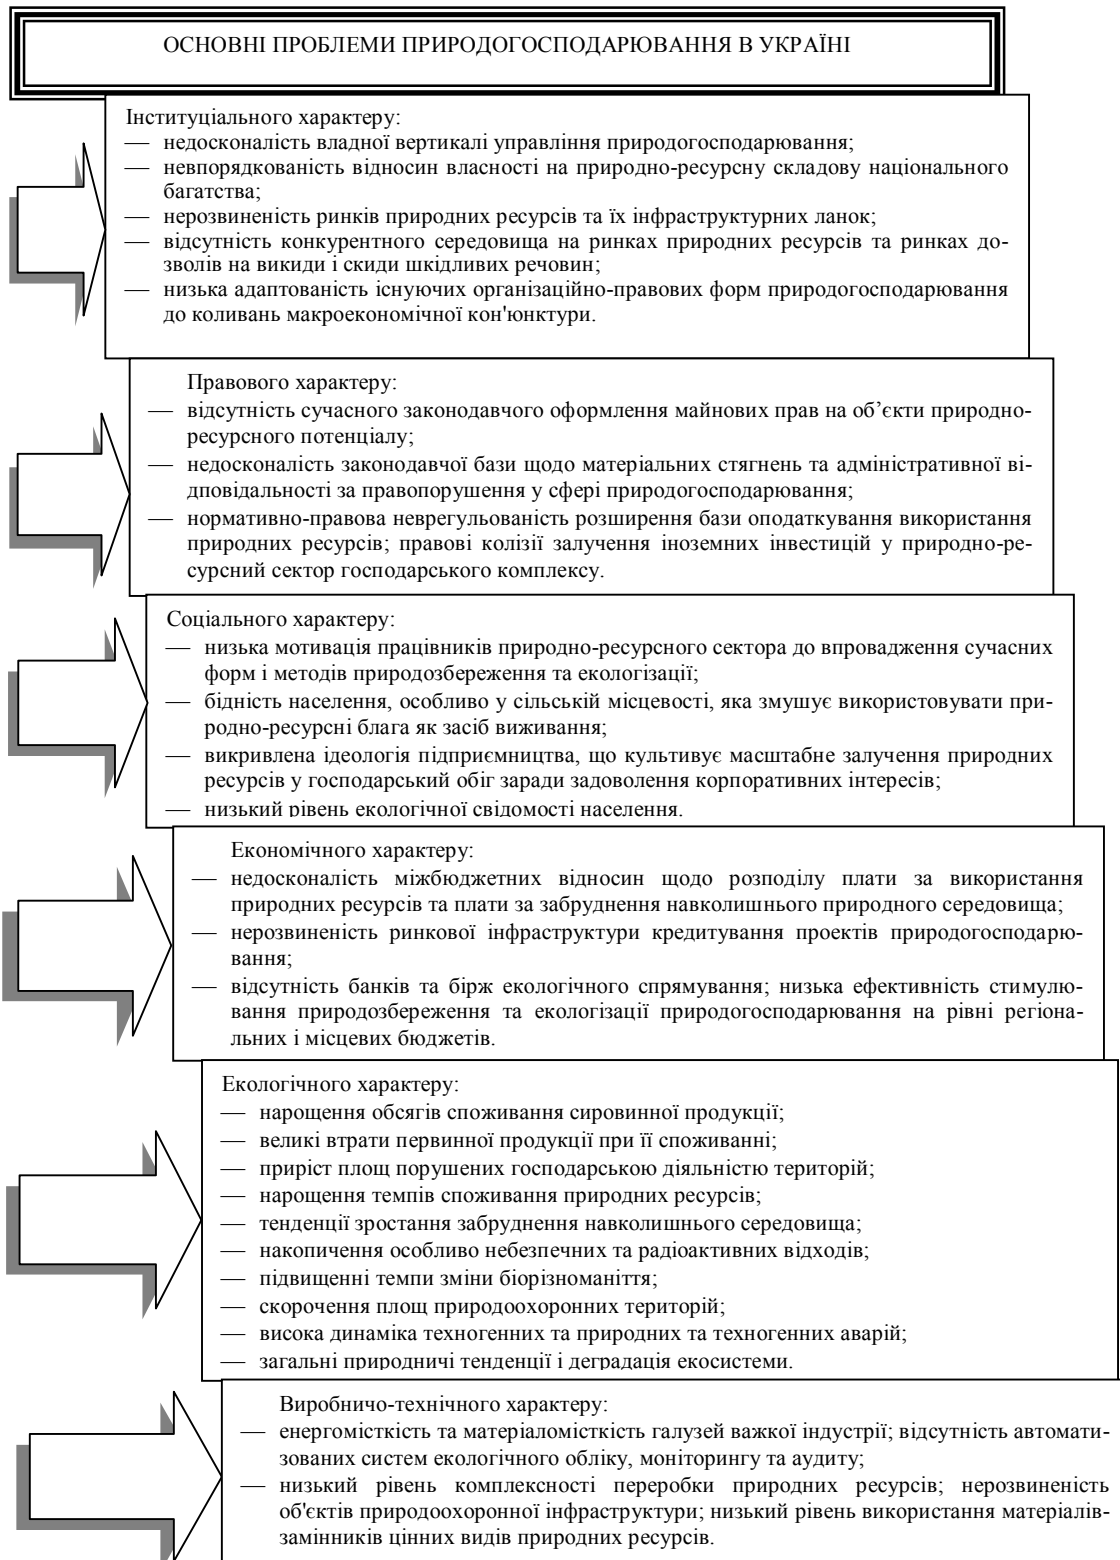 ОСНОВНІ ПРОБЛЕМИ ПРИРОДОГОСПОДАРЮВАННЯ В УКРАЇНІ
Інституціального характеру:
— недосконалість владної вертикалі управління природогосподарювання;
— невпорядкованість відносин власності на природно-ресурсну складову національного
багатства;
— нерозвиненість ринків природних ресурсів та їх інфраструктурних ланок;
— відсутність конкурентного середовища на ринках природних ресурсів та ринках до-
зволів на викиди і скиди шкідливих речовин;
— низька адаптованість існуючих організаційно-правових форм природогосподарювання
до коливань макроекономічної кон'юнктури.
Правового характеру:
— відсутність сучасного законодавчого оформлення майнових прав на об’єкти природно-
ресурсного потенціалу;
— недосконалість законодавчої бази щодо матеріальних стягнень та адміністративної ві-
дповідальності за правопорушення у сфері природогосподарювання;
— нормативно-правова неврегульованість розширення бази оподаткування використання
природних ресурсів; правові колізії залучення іноземних інвестицій у природно-ре-
сурсний сектор господарського комплексу.
Соціального характеру:
— низька мотивація працівників природно-ресурсного сектора до впровадження сучасних
форм і методів природозбереження та екологізації;
— бідність населення, особливо у сільській місцевості, яка змушує використовувати при-
родно-ресурсні блага як засіб виживання;
— викривлена ідеологія підприємництва, що культивує масштабне залучення природних
ресурсів у господарський обіг заради задоволення корпоративних інтересів;
— низький рівень екологічної свідомості населення.
Економічного характеру:
— недосконалість міжбюджетних відносин щодо розподілу плати за використання
природних ресурсів та плати за забруднення навколишнього природного середовища;
— нерозвиненість ринкової інфраструктури кредитування проектів природогосподарю-
вання;
— відсутність банків та бірж екологічного спрямування; низька ефективність стимулю-
вання природозбереження та екологізації природогосподарювання на рівні регіона-
льних і місцевих бюджетів.
Екологічного характеру:
— нарощення обсягів споживання сировинної продукції;
— великі втрати первинної продукції при її споживанні;
— приріст площ порушених господарською діяльністю територій;
— нарощення темпів споживання природних ресурсів;
— тенденції зростання забруднення навколишнього середовища;
— накопичення особливо небезпечних та радіоактивних відходів;
— підвищенні темпи зміни біорізноманіття;
— скорочення площ природоохоронних територій;
— висока динаміка техногенних та природних та техногенних аварій;
— загальні природничі тенденції і деградація екосистеми.
Виробничо-технічного характеру:
— енергомісткість та матеріаломісткість галузей важкої індустрії; відсутність автомати-
зованих систем екологічного обліку, моніторингу та аудиту;
— низький рівень комплексності переробки природних ресурсів; нерозвиненість
об'єктів природоохоронної інфраструктури; низький рівень використання матеріалів-
замінників цінних видів природних ресурсів.